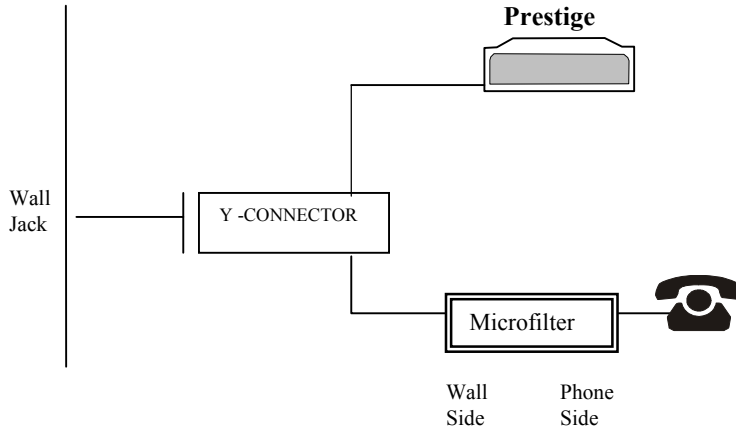 Prestige
Wall
Jack
Y -CONNECTOR
Microfilter
Wall
Side
Phone
Side